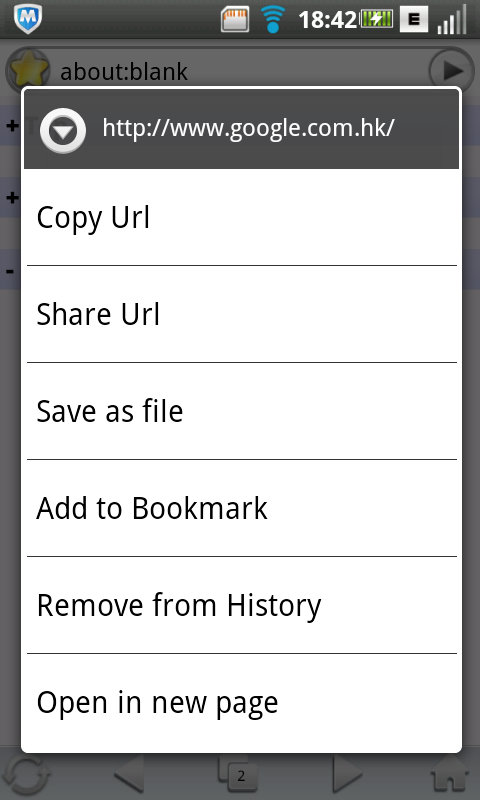 18:42 E
about:blank
http://www.google.com.hk/
Copy Url
Share Url
Save as file
Add to Bookmark
Remove from History
Open in new page
2